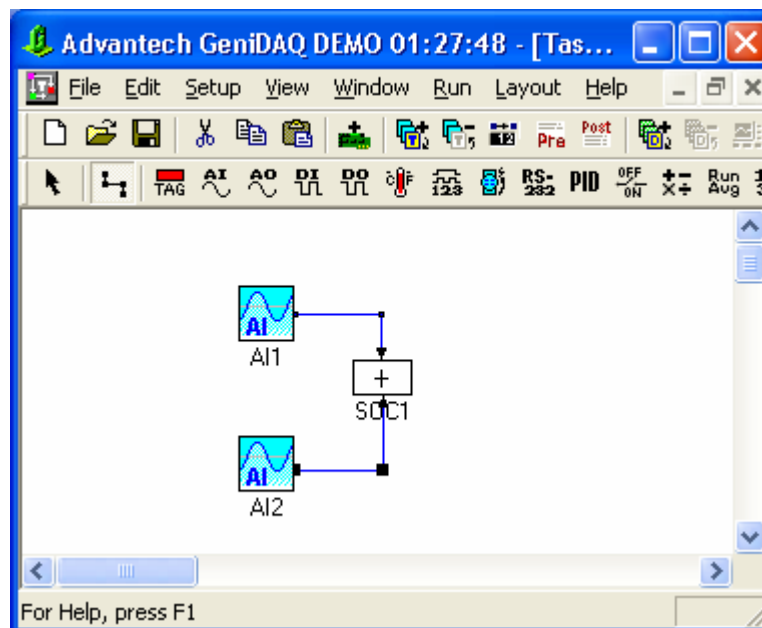 Advantech GeniDAQ DEMO 01:27:48 - [Tas...
File Edit Setup View Window Run Layout Help
Pre Post
TAG AI AO DI DO C F 123 RS-232 PID OFF ON Run Avg
AI
AI1
+
SOC1
AI
AI2
For Help, press F1